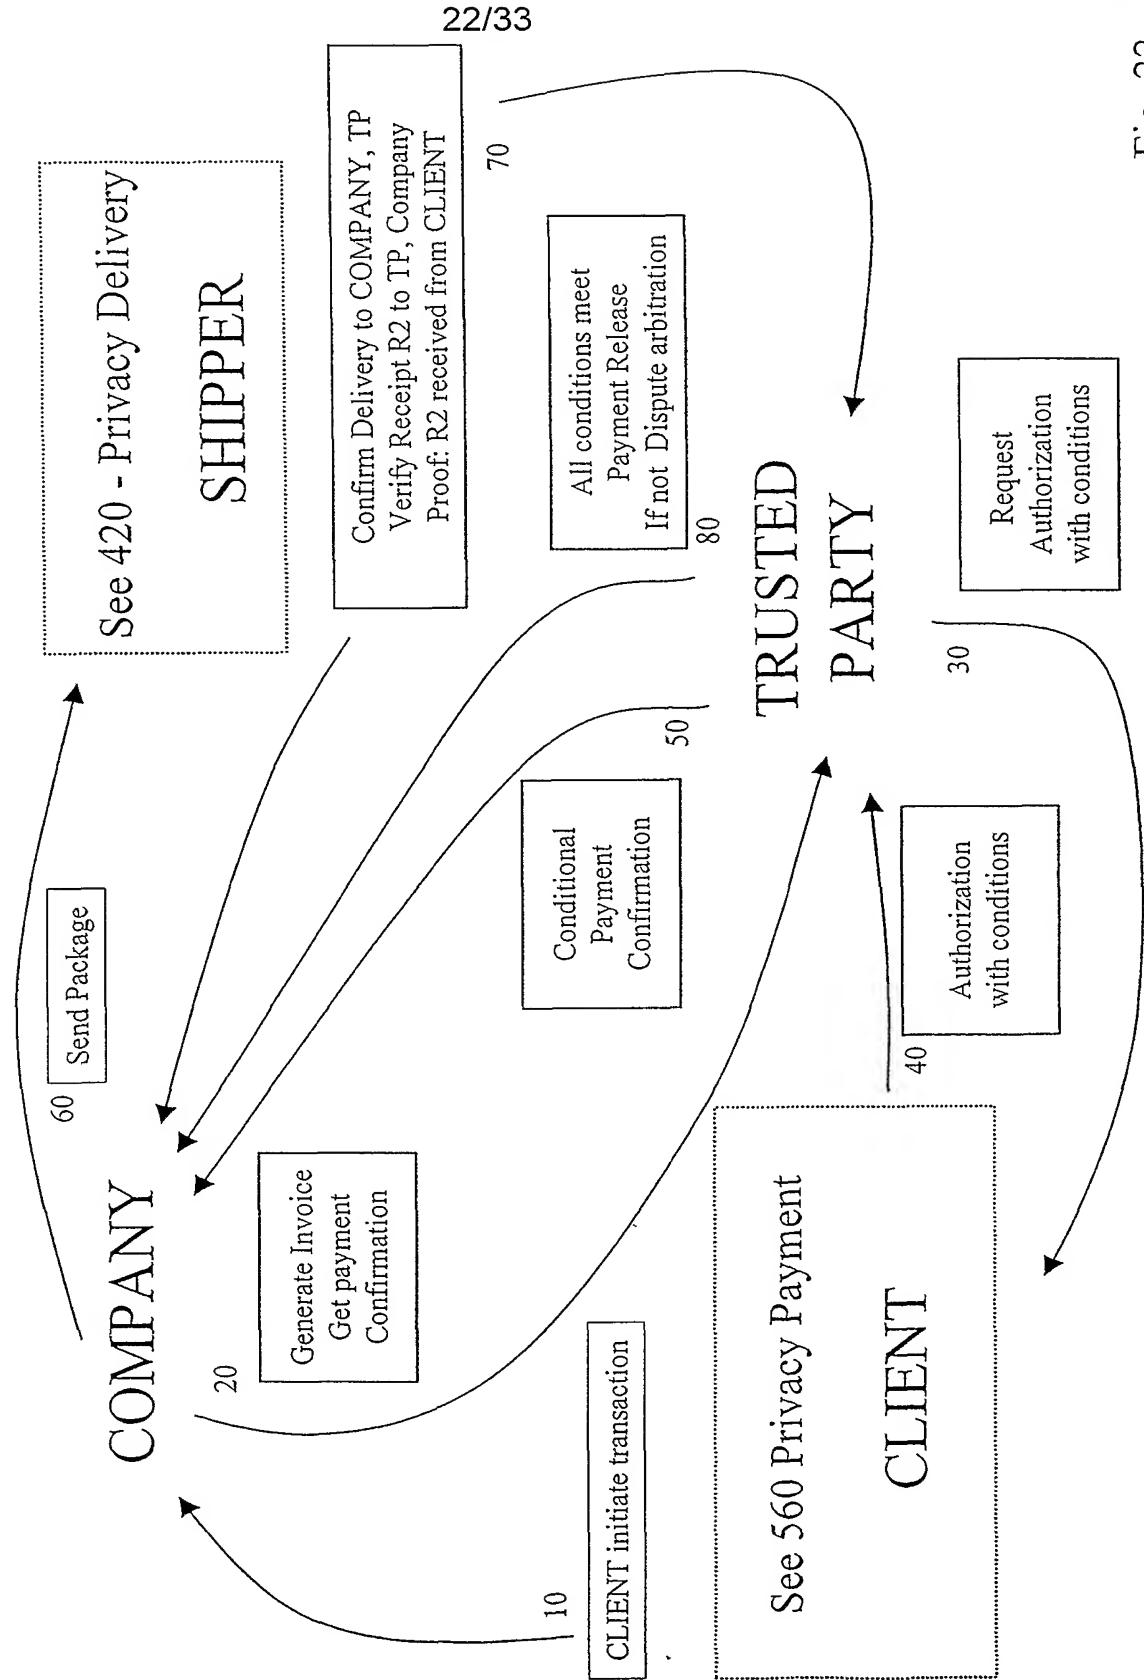 22/33
COMPANY
SHIPPER
See 420 - Privacy Delivery
60
Send Package
20
Generate Invoice
Get payment
Confirmation
10
CLIENT initiate transaction
Confirm Delivery to COMPANY, TP
Verify Receipt R2 to TP, Company
Proof: R2 received from CLIENT
70
All conditions meet
Payment Release
If not Dispute arbitration
80
Conditional
Payment
Confirmation
50
TRUSTED
PARTY
See 560 Privacy Payment
CLIENT
40
Authorization
with conditions
30
Request
Authorization
with conditions